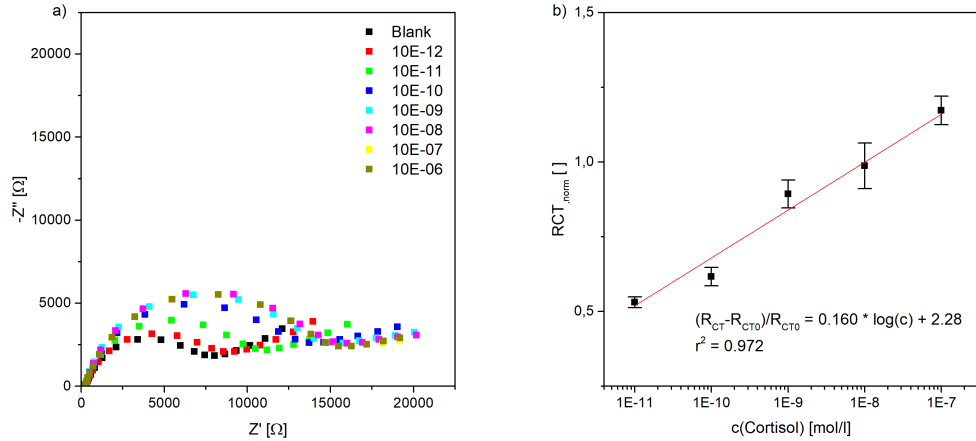 a)
Blank
10E-12
10E-11
10E-10
10E-09
10E-08
10E-07
10E-06
20000
15000
10000
5000
0
-Z'' [Ω]
0 5000 10000 15000 20000
Z' [Ω]
b)
1,5
1,0
0,5
RCT,norm [ ]
(RCT-RCT0)/RCT0 = 0.160 * log(c) + 2.28
r² = 0.972
1E-11 1E-10 1E-9 1E-8 1E-7
c(Cortisol) [mol/l]